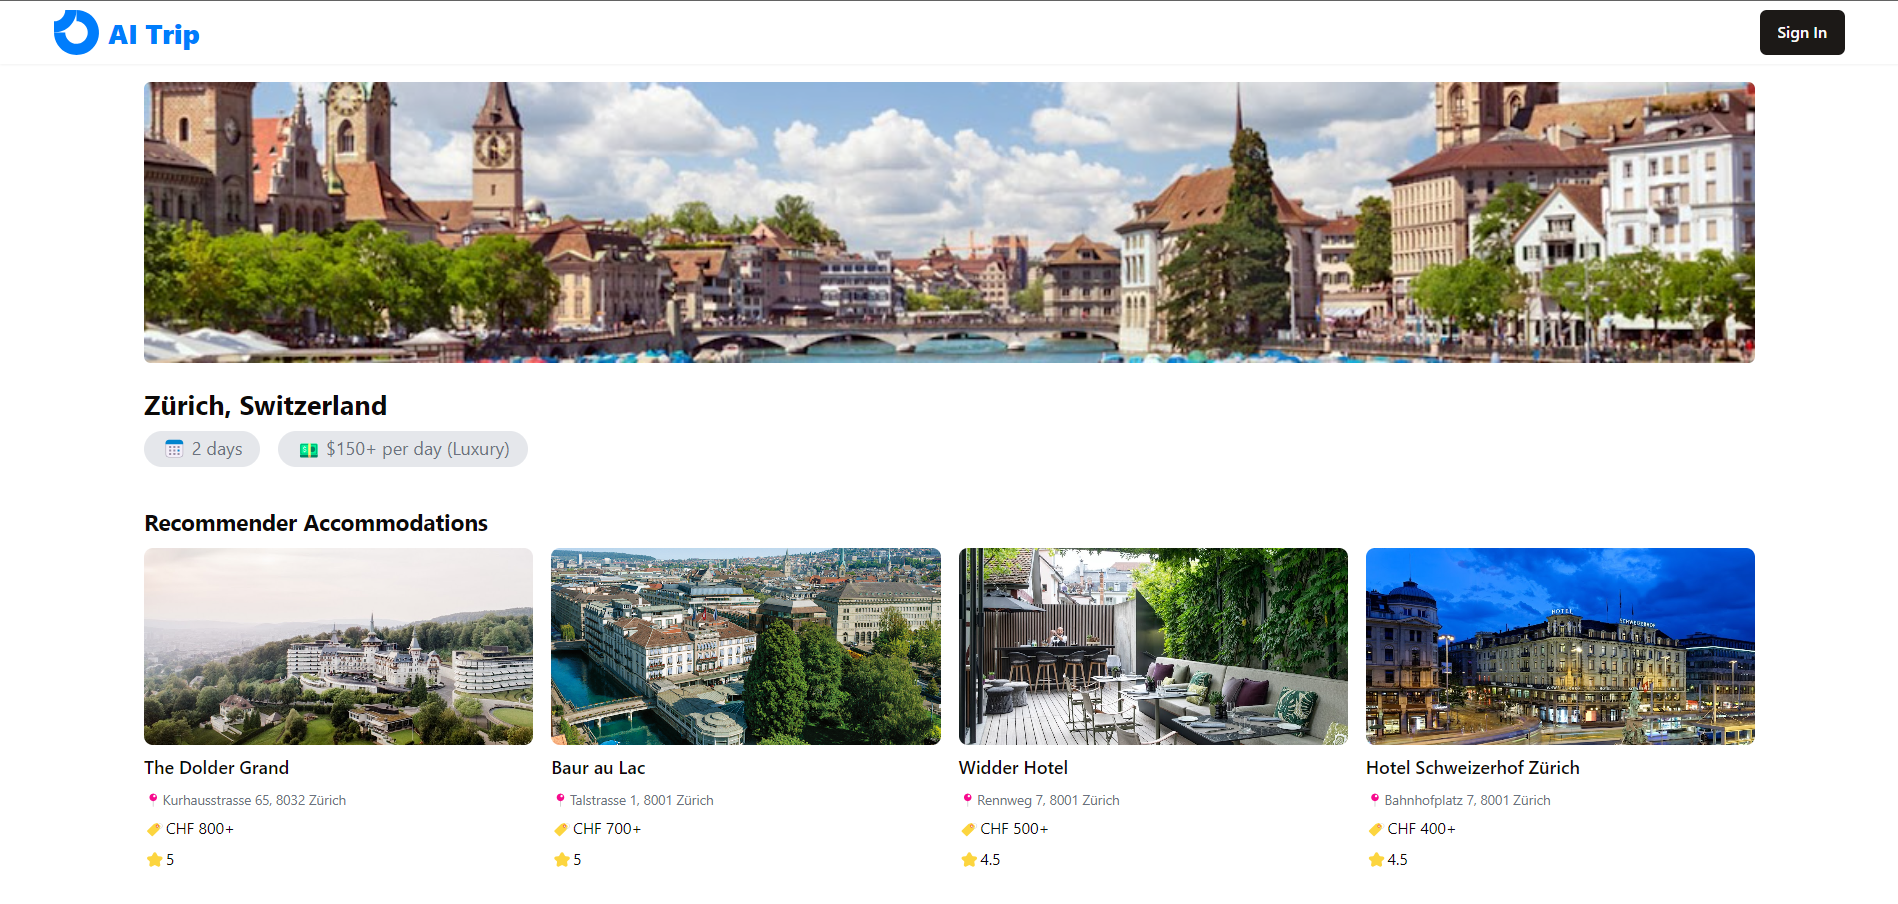 AI Trip
Sign In
Zürich, Switzerland
2 days
$150+ per day (Luxury)
Recommender Accommodations
HOTEL
SCHWEIZERHOF
The Dolder Grand
Baur au Lac
Widder Hotel
Hotel Schweizerhof Zürich
Kurhausstrasse 65, 8032 Zürich
Talstrasse 1, 8001 Zürich
Rennweg 7, 8001 Zürich
Bahnhofplatz 7, 8001 Zürich
CHF 800+
CHF 700+
CHF 500+
CHF 400+
5
5
4.5
4.5